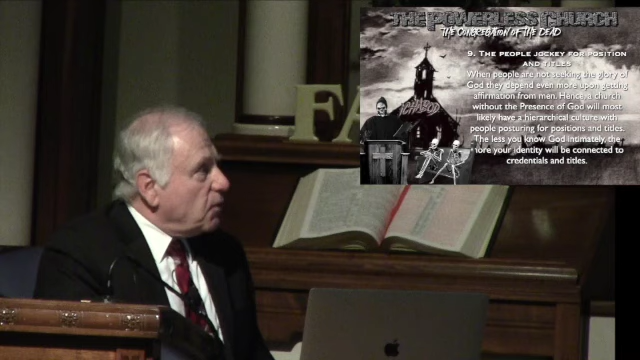 THE POWERLESS CHURCH
THE CONGREGATION OF THE DEAD
9. THE PEOPLE JOCKEY FOR POSITION
AND TITLES
When people are not seeking the glory of
God they depend even more upon getting
affirmation from men. Hence, a church
without the Presence of God will most
likely have a hierarchical culture with
people posturing for positions and titles.
The less you know God intimately, the
more your identity will be connected to
credentials and titles.
ICHABOD
FA